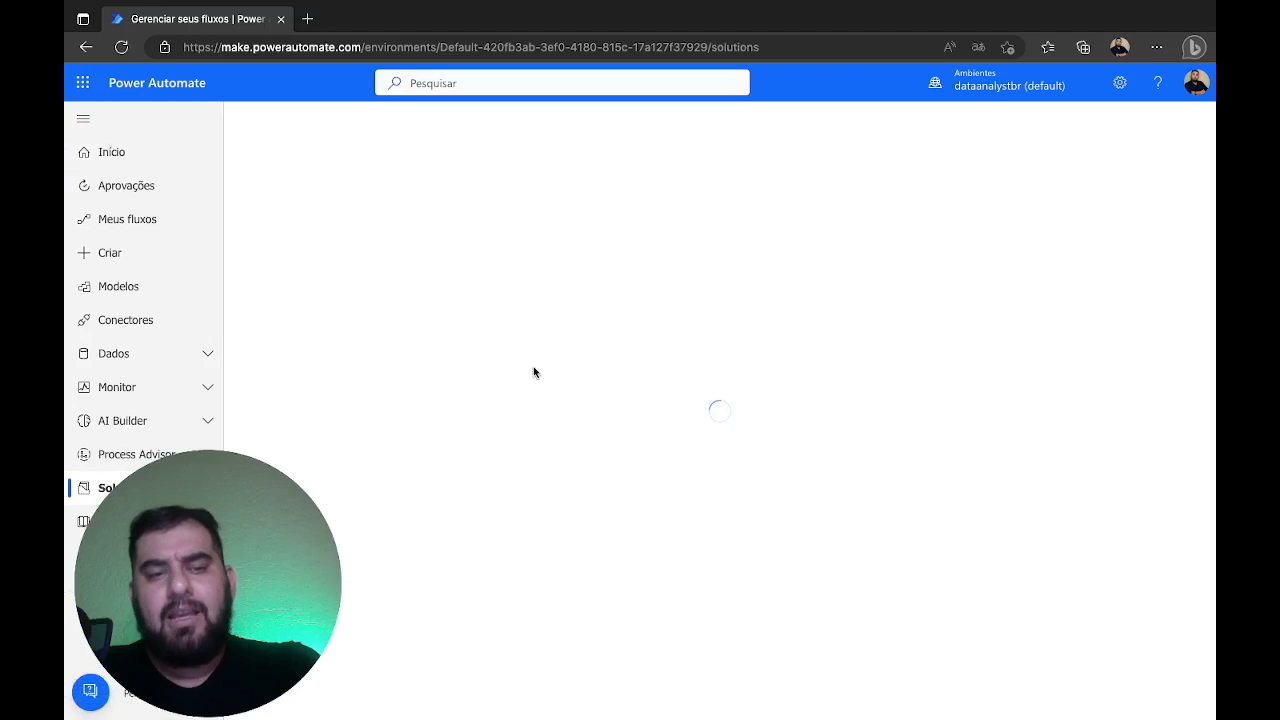 Gerenciar seus fluxos | Power
https://make.powerautomate.com/environments/Default-420fb3ab-3ef0-4180-815c-17a127f37929/solutions
Power Automate
Pesquisar
Ambientes
dataanalystbr (default)
Início
Aprovações
Meus fluxos
Criar
Modelos
Conectores
Dados
Monitor
AI Builder
Process Advisor